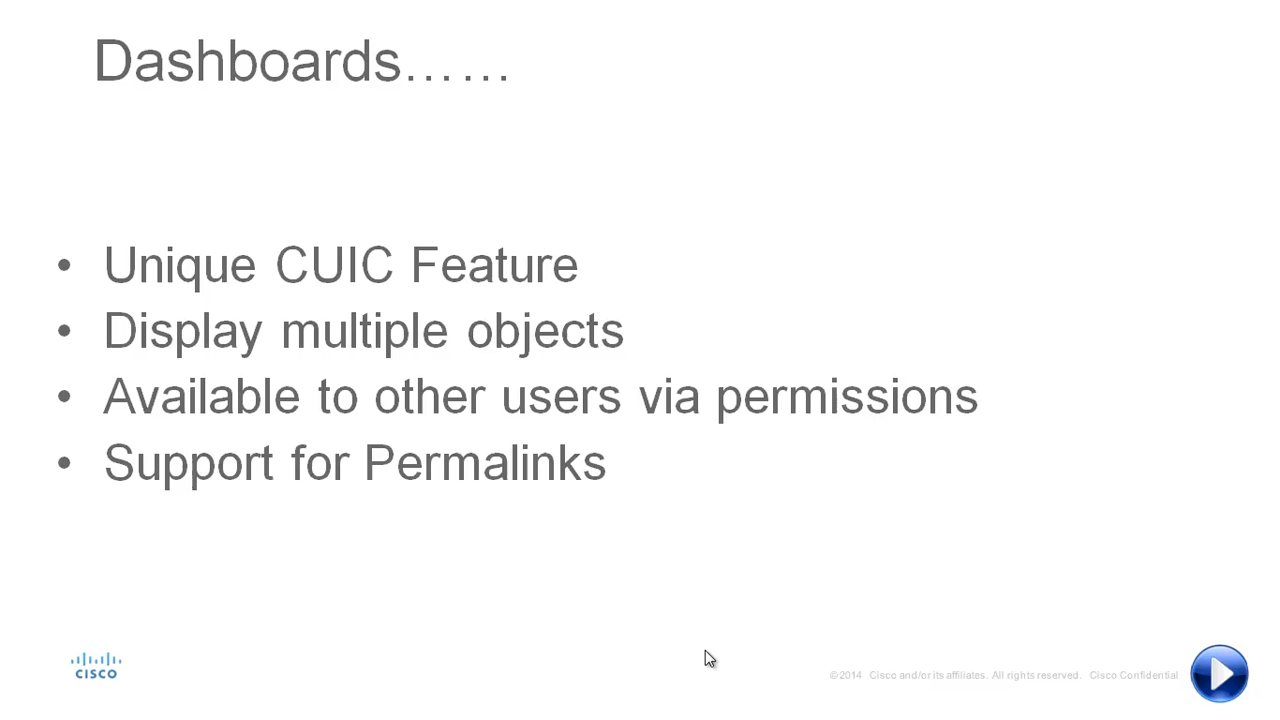 Dashboards……
• Unique CUIC Feature
• Display multiple objects
• Available to other users via permissions
• Support for Permalinks
CISCO
© 2014 Cisco and/or its affiliates. All rights reserved. Cisco Confidential